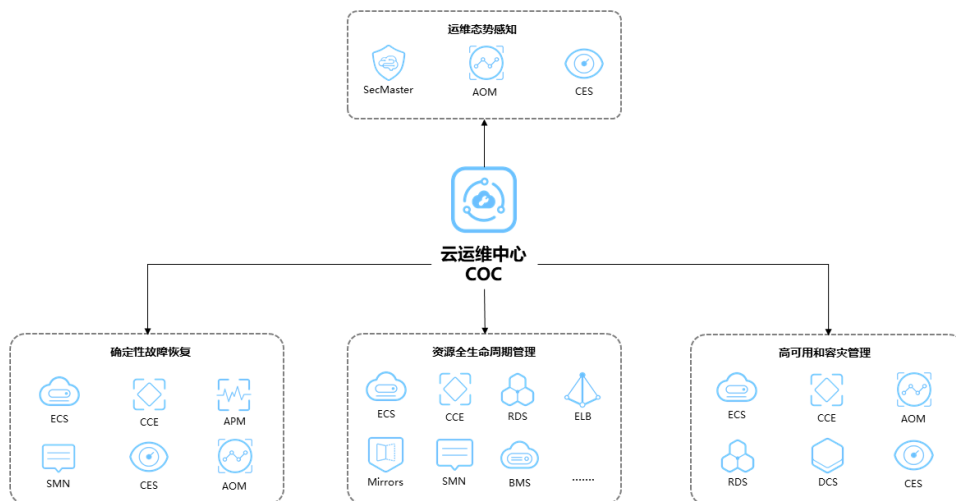 运维态势感知
SecMaster
AOM
CES
云运维中心
COC
确定性故障恢复
ECS
CCE
APM
SMN
CES
AOM
资源全生命周期管理
ECS
CCE
RDS
ELB
Mirrors
SMN
BMS
.......
高可用和容灾管理
ECS
CCE
AOM
RDS
DCS
CES